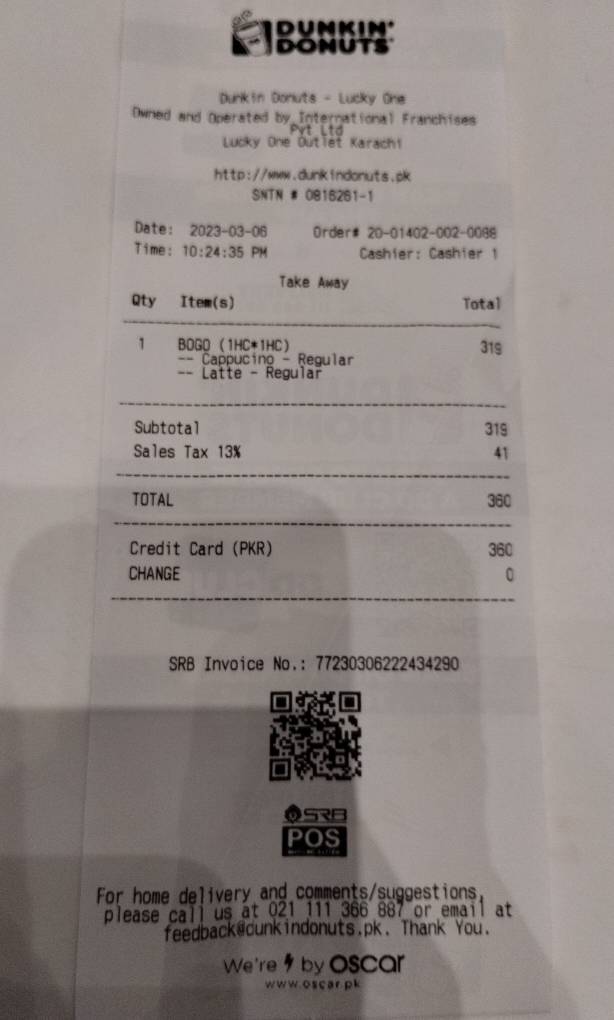 DUNKIN'
DONUTS
Dunkin Donuts - Lucky One
Owned and Operated by International Franchises
Pvt Ltd
Lucky One Outlet Karachi
http://www.dunkindonuts.pk
SNTN # 0816261-1
Date: 2023-03-06 Order# 20-01402-002-0098
Time: 10:24:35 PM Cashier: Cashier 1
Take Away
Qty Item(s) Total
1 BOGO (1HC*1HC) 319
-- Cappucino - Regular
-- Latte - Regular
Subtotal 319
Sales Tax 13% 41
TOTAL 360
Credit Card (PKR) 360
CHANGE 0
SRB Invoice No.: 77230306222434290
SRB
POS
For home delivery and comments/suggestions,
please call us at 021 111 366 887 or email at
feedback@dunkindonuts.pk. Thank You.
We're by oscar
www.oscar.pk